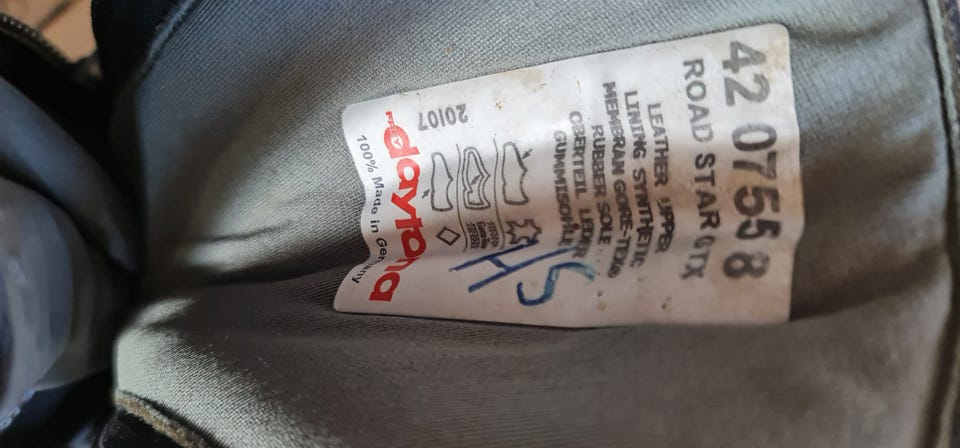 42 07558
ROAD STAR GTX
LEATHER UPPER
LINING SYNTHETIC
MEMBRAN GORE-TEX®
RUBBER SOLE
OBERTEIL LEDER
GUMMISOHLE
20107
daytona
100% Made in Germany